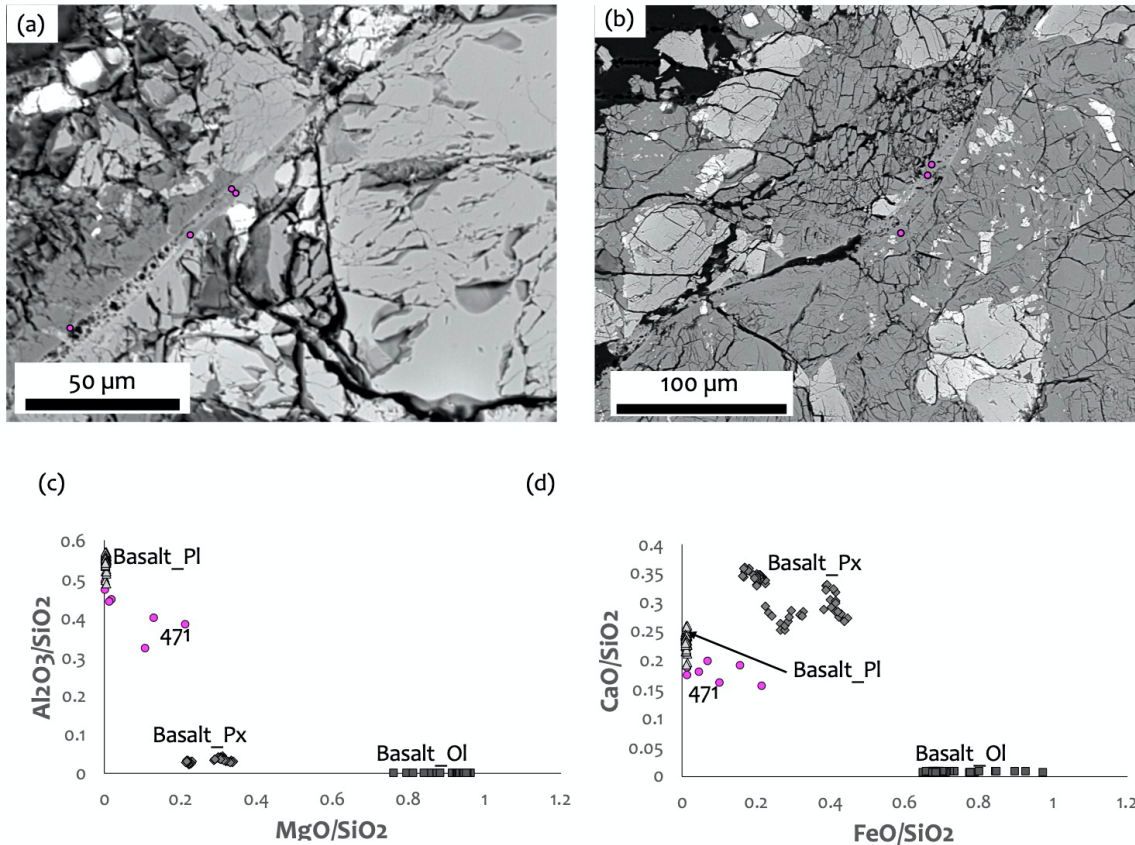 (a)
(b)
50 µm
100 µm
(c)
(d)
0.6
0.5
0.4
0.3
0.2
0.1
0
Al2O3/SiO2
Basalt_Pl
471
Basalt_Px
Basalt_Ol
0
0.2
0.4
0.6
0.8
1
1.2
MgO/SiO2
0.4
0.35
0.3
0.25
0.2
0.15
0.1
0.05
0
CaO/SiO2
Basalt_Px
Basalt_Pl
471
Basalt_Ol
0
0.2
0.4
0.6
0.8
1
1.2
FeO/SiO2